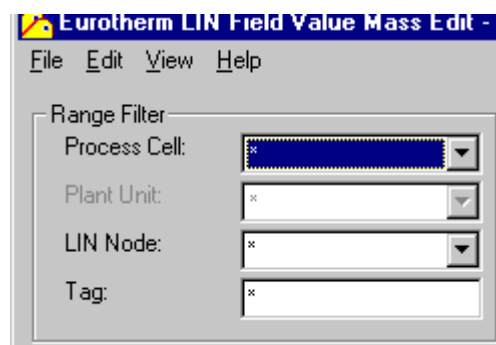 Eurotherm LIN Field Value Mass Edit -
File Edit View Help
Range Filter
Process Cell: *
Plant Unit: *
LIN Node: *
Tag: *